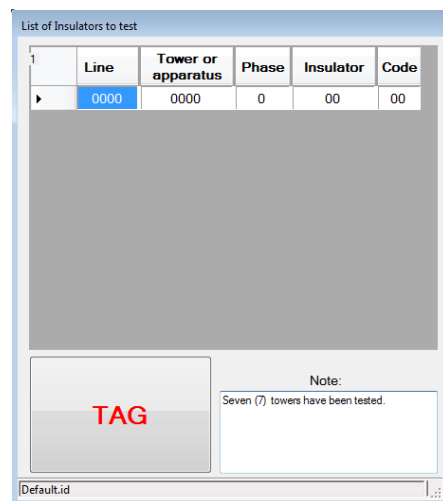 List of Insulators to test
1
Line Tower or apparatus Phase Insulator Code
0000 0000 0 00 00
TAG
Note:
Seven (7) towers have been tested.
Default.id